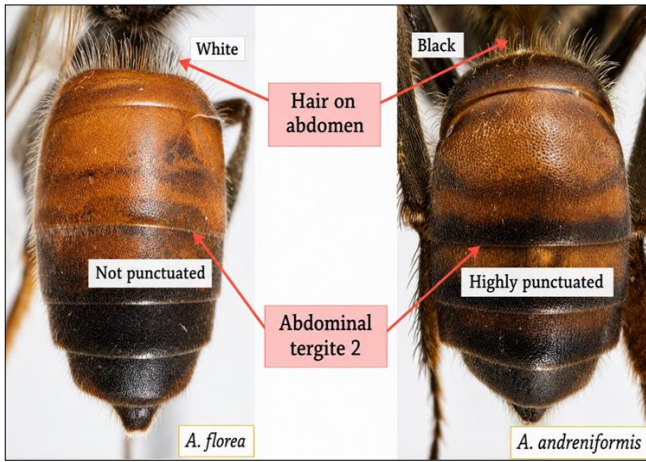 White
Black
Hair on
abdomen
Not punctuated
Highly punctuated
Abdominal
tergite 2
A. florea
A. andreniformis